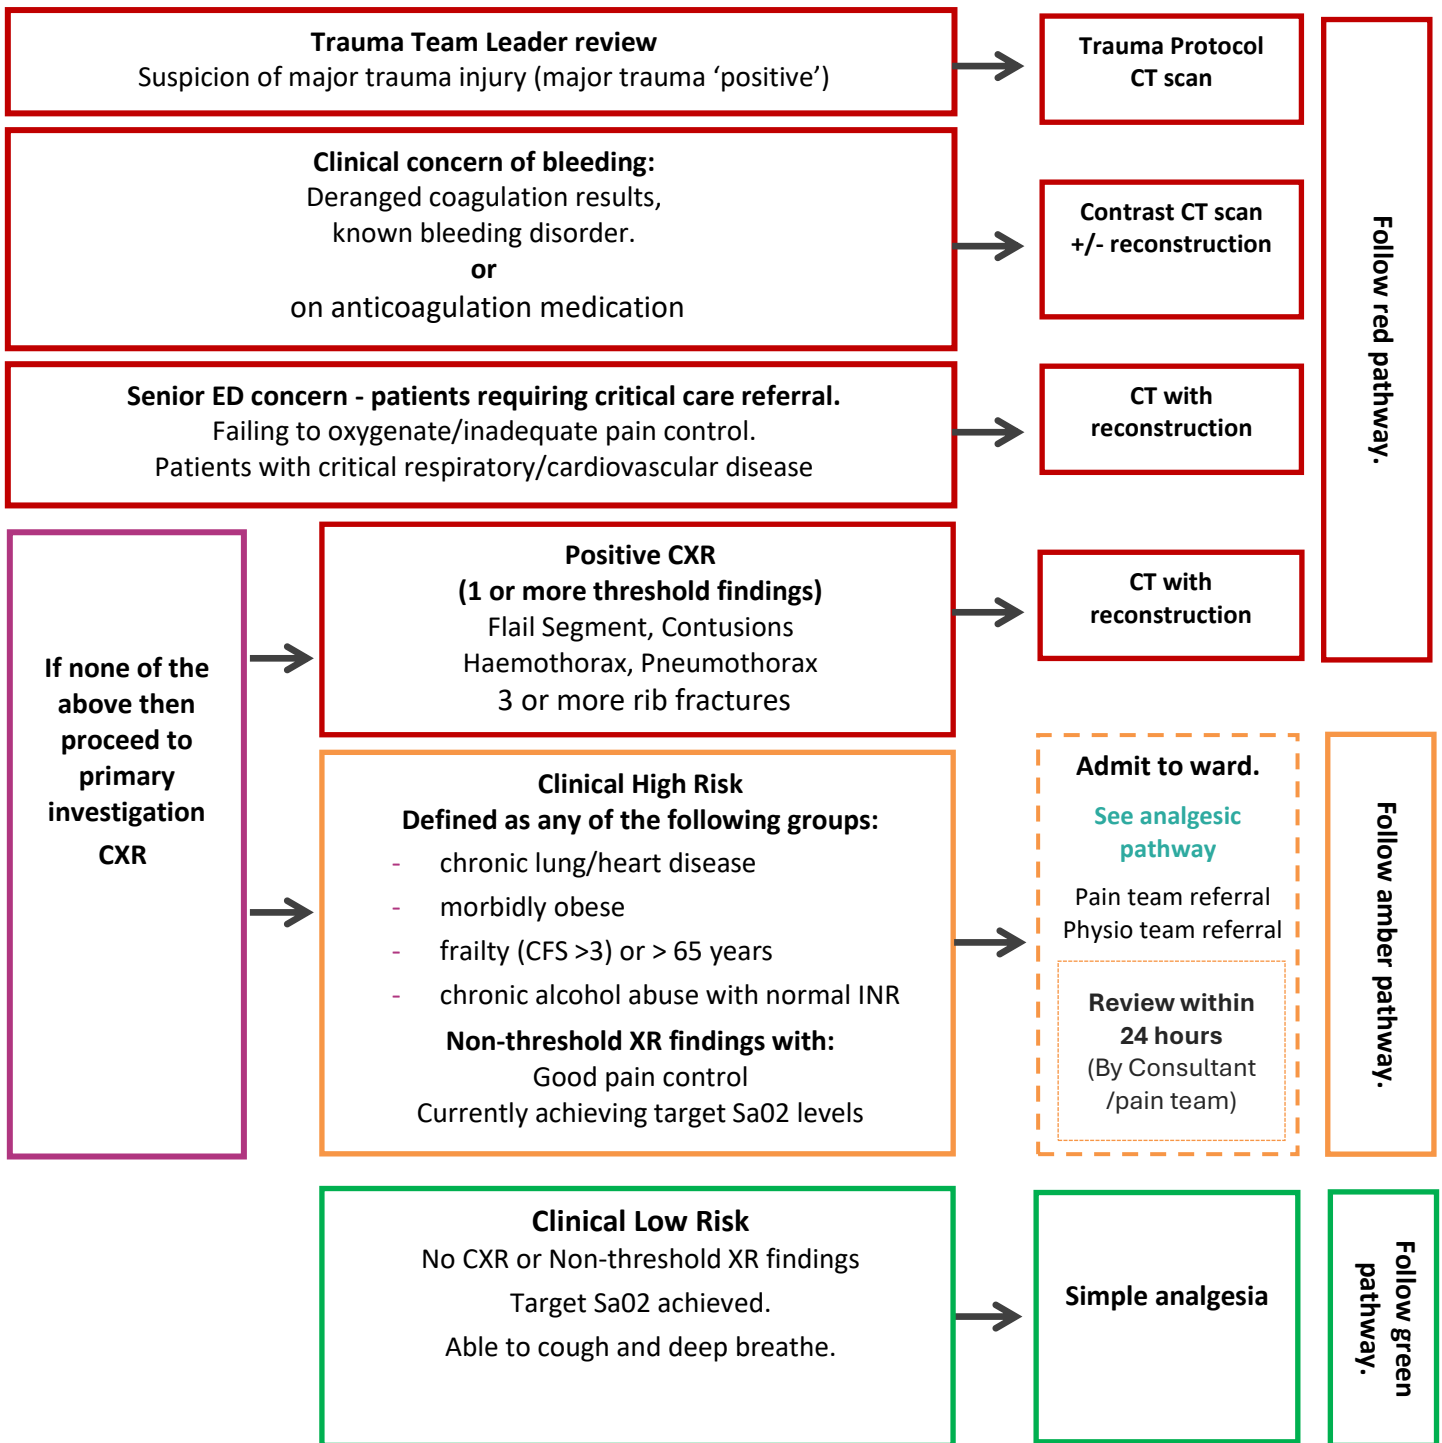 Trauma Team Leader review
Suspicion of major trauma injury (major trauma ‘positive’)
Trauma Protocol
CT scan
Clinical concern of bleeding:
Deranged coagulation results,
known bleeding disorder.
or
on anticoagulation medication
Contrast CT scan
+/- reconstruction
Senior ED concern - patients requiring critical care referral.
Failing to oxygenate/inadequate pain control.
Patients with critical respiratory/cardiovascular disease
CT with
reconstruction
Follow red pathway.
If none of the
above then
proceed to
primary
investigation
CXR
Positive CXR
(1 or more threshold findings)
Flail Segment, Contusions
Haemothorax, Pneumothorax
3 or more rib fractures
CT with
reconstruction
Clinical High Risk
Defined as any of the following groups:
- chronic lung/heart disease
- morbidly obese
- frailty (CFS >3) or > 65 years
- chronic alcohol abuse with normal INR
Non-threshold XR findings with:
Good pain control
Currently achieving target Sa02 levels
Admit to ward.
See analgesic
pathway
Pain team referral
Physio team referral
Review within
24 hours
(By Consultant
/pain team)
Follow amber pathway.
Clinical Low Risk
No CXR or Non-threshold XR findings
Target Sa02 achieved.
Able to cough and deep breathe.
Simple analgesia
Follow green
pathway.